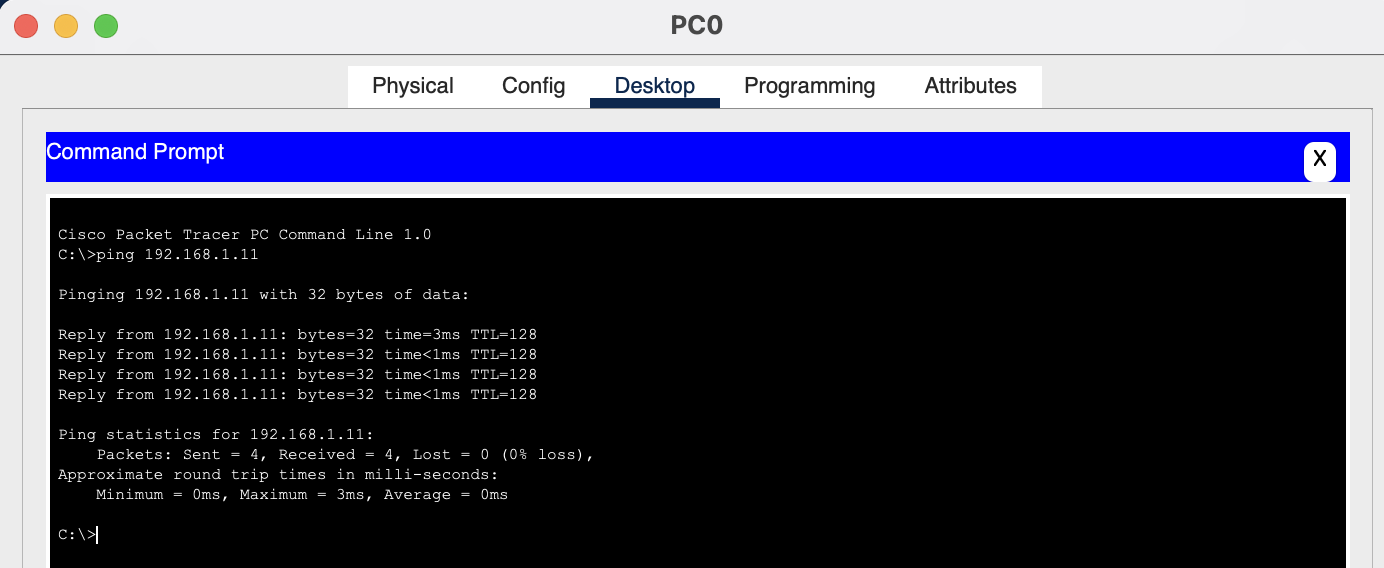 PC0
Physical Config Desktop Programming Attributes
Command Prompt
X
Cisco Packet Tracer PC Command Line 1.0
C:\>ping 192.168.1.11
Pinging 192.168.1.11 with 32 bytes of data:
Reply from 192.168.1.11: bytes=32 time=3ms TTL=128
Reply from 192.168.1.11: bytes=32 time<1ms TTL=128
Reply from 192.168.1.11: bytes=32 time<1ms TTL=128
Reply from 192.168.1.11: bytes=32 time<1ms TTL=128
Ping statistics for 192.168.1.11:
Packets: Sent = 4, Received = 4, Lost = 0 (0% loss),
Approximate round trip times in milli-seconds:
Minimum = 0ms, Maximum = 3ms, Average = 0ms
C:\>